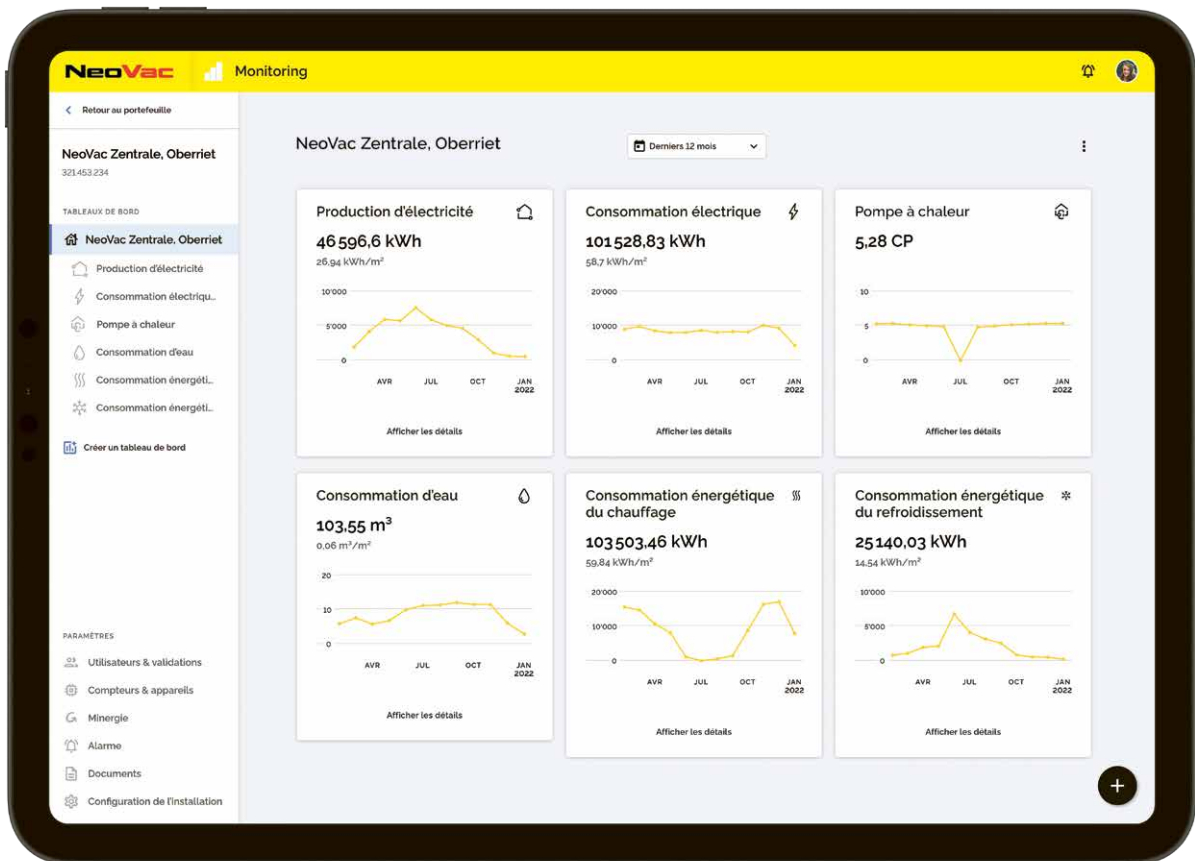 NeoVac
Monitoring
Retour au portefeuille
NeoVac Zentrale, Oberriet
321.453.234
TABLEAUX DE BORD
NeoVac Zentrale. Oberriet
Production d'électricité
Consommation électriqu...
Pompe à chaleur
Consommation d'eau
Consommation énergéti...
Consommation énergéti...
Créer un tableau de bord
PARAMÈTRES
Utilisateurs & validations
Compteurs & appareils
Minergie
Alarme
Documents
Configuration de l'installation
NeoVac Zentrale, Oberriet
Derniers 12 mois
Production d'électricité
46 596,6 kWh
26,94 kWh/m²
10'000
5'000
0
AVR JUL OCT JAN
2022
Afficher les détails
Consommation électrique
101 528,83 kWh
58,7 kWh/m²
20'000
10'000
0
AVR JUL OCT JAN
2022
Afficher les détails
Pompe à chaleur
5,28 CP
10
5
0
AVR JUL OCT JAN
2022
Afficher les détails
Consommation d'eau
103,55 m³
0,06 m³/m²
20
10
0
AVR JUL OCT JAN
2022
Afficher les détails
Consommation énergétique
du chauffage
103 503,46 kWh
59,84 kWh/m²
20'000
10'000
0
AVR JUL OCT JAN
2022
Afficher les détails
Consommation énergétique
du refroidissement
25 140,03 kWh
14,54 kWh/m²
10'000
5'000
0
AVR JUL OCT JAN
2022
Afficher les détails